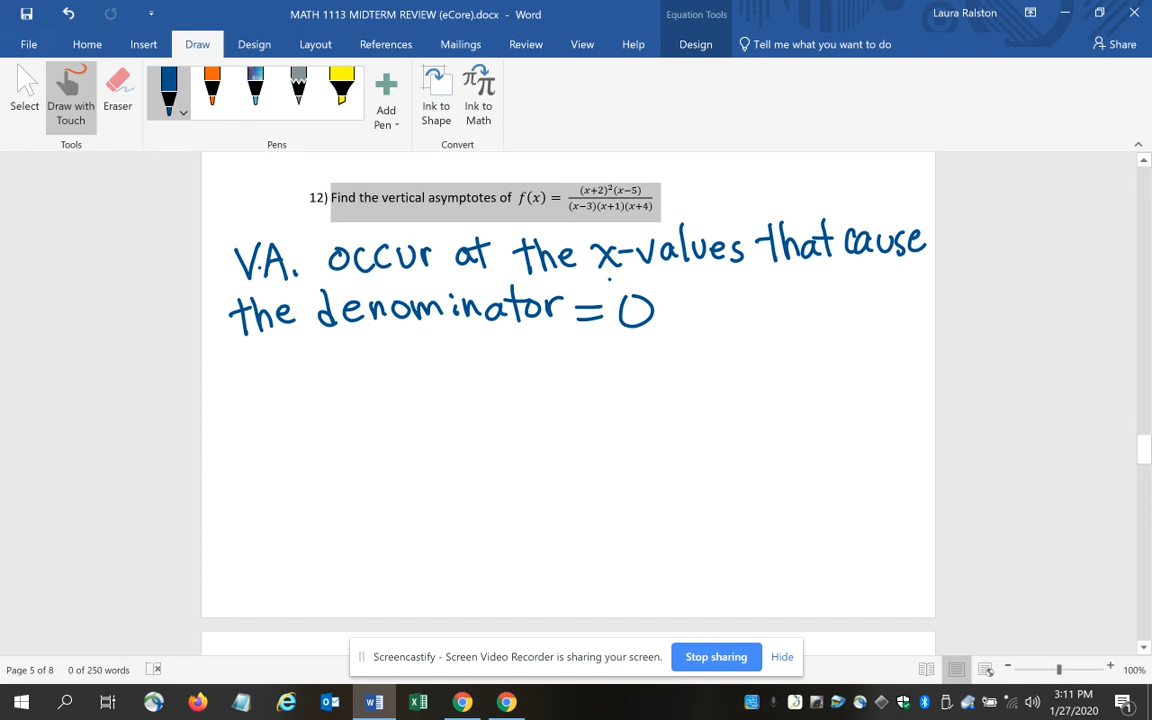 MATH 1113 MIDTERM REVIEW (eCore).docx - Word
Equation Tools
Laura Ralston
File Home Insert Draw Design Layout References Mailings Review View Help Design Tell me what you want to do Share
Select
Draw with Touch
Eraser
Add Pen
Ink to Shape
Ink to Math
Tools
Pens
Convert
12) Find the vertical asymptotes of f(x) = (x+2)²(x−5) / (x−3)(x+1)(x+4)
V.A. occur at the x-values that cause
the denominator = 0
Screencastify - Screen Video Recorder is sharing your screen. Stop sharing Hide
Page 5 of 8 0 of 250 words 100%
3:11 PM
1/27/2020